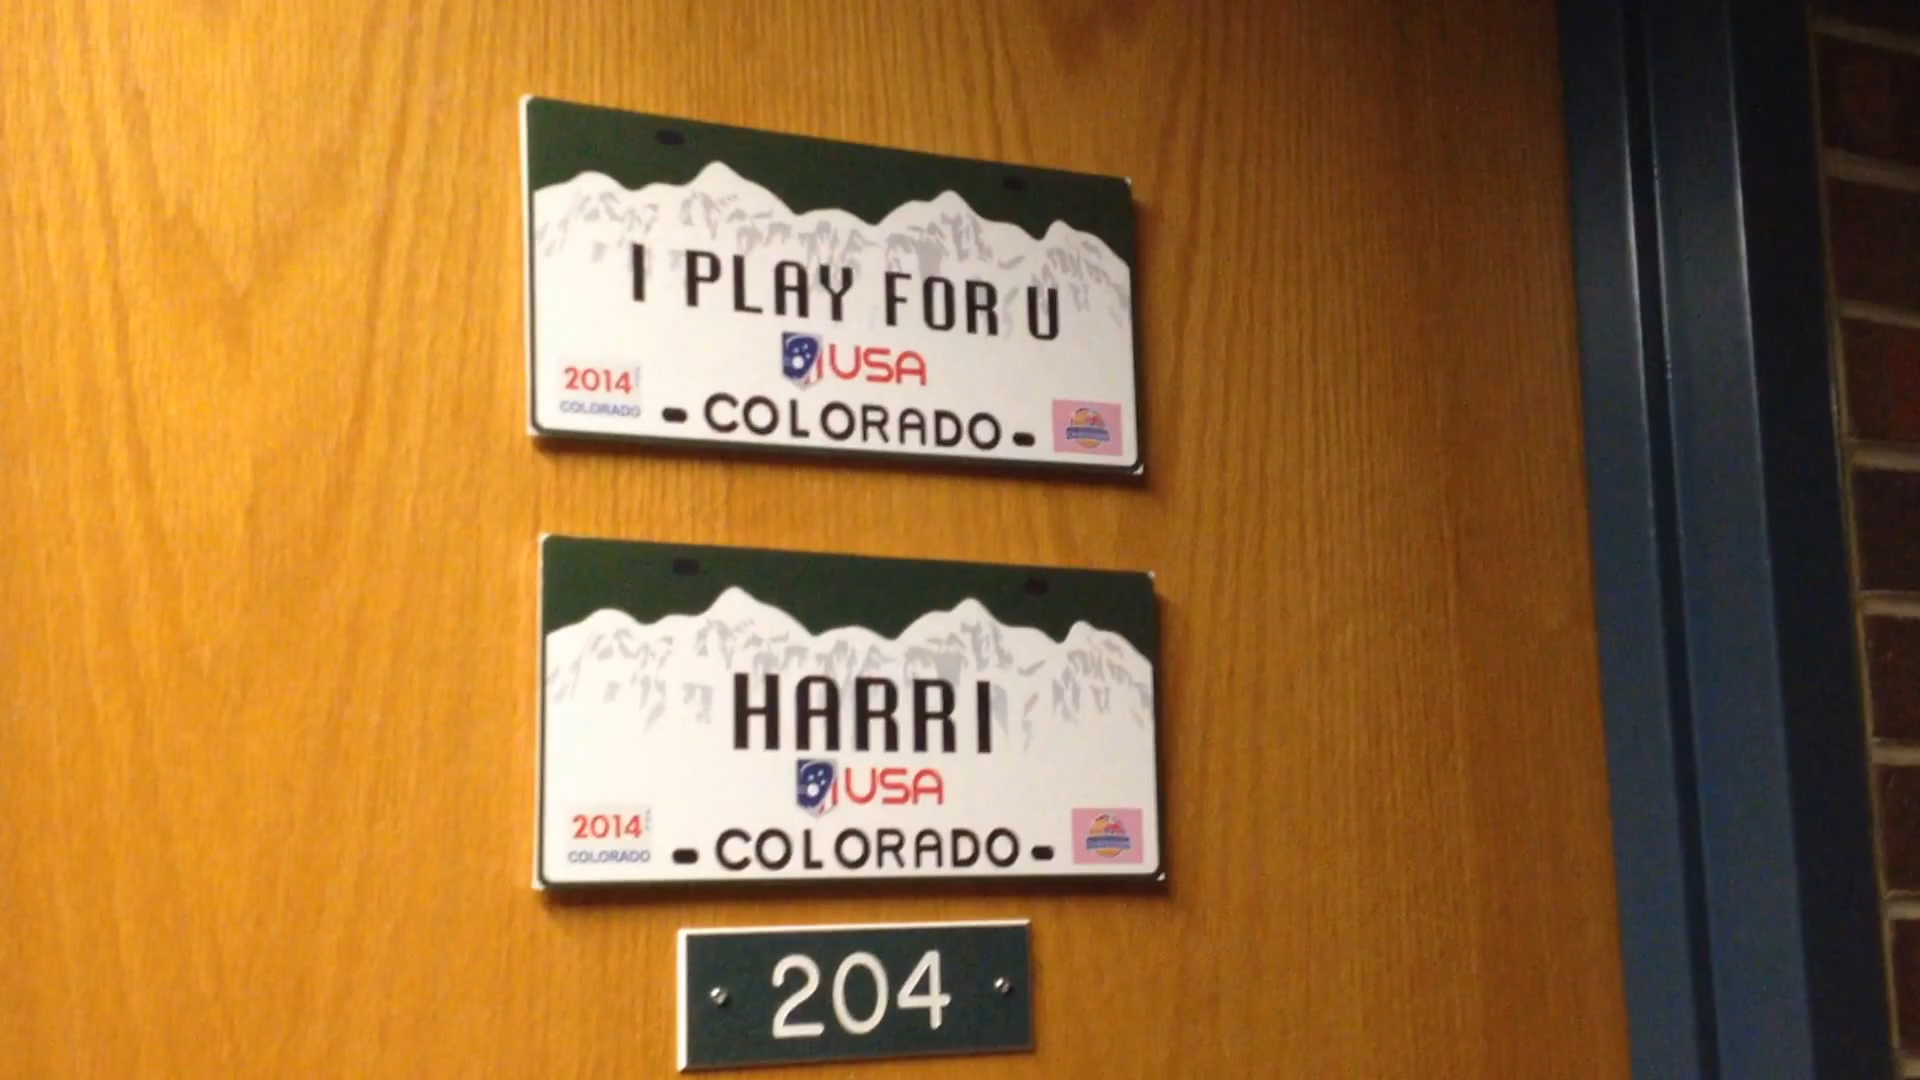 I PLAY FOR U
USA
2014
COLORADO
- COLORADO -
HARRI
USA
2014
COLORADO
- COLORADO -
204